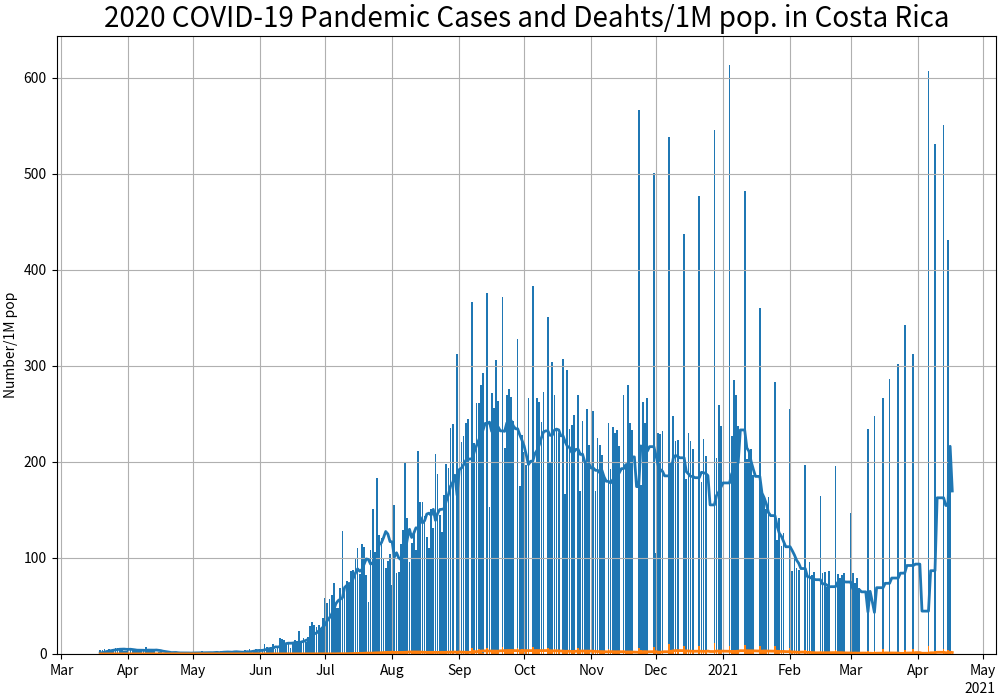 2020 COVID-19 Pandemic Cases and Deahts/1M pop. in Costa Rica
Number/1M pop
600
500
400
300
200
100
0
Mar Apr May Jun Jul Aug Sep Oct Nov Dec 2021 Feb Mar Apr May
2021